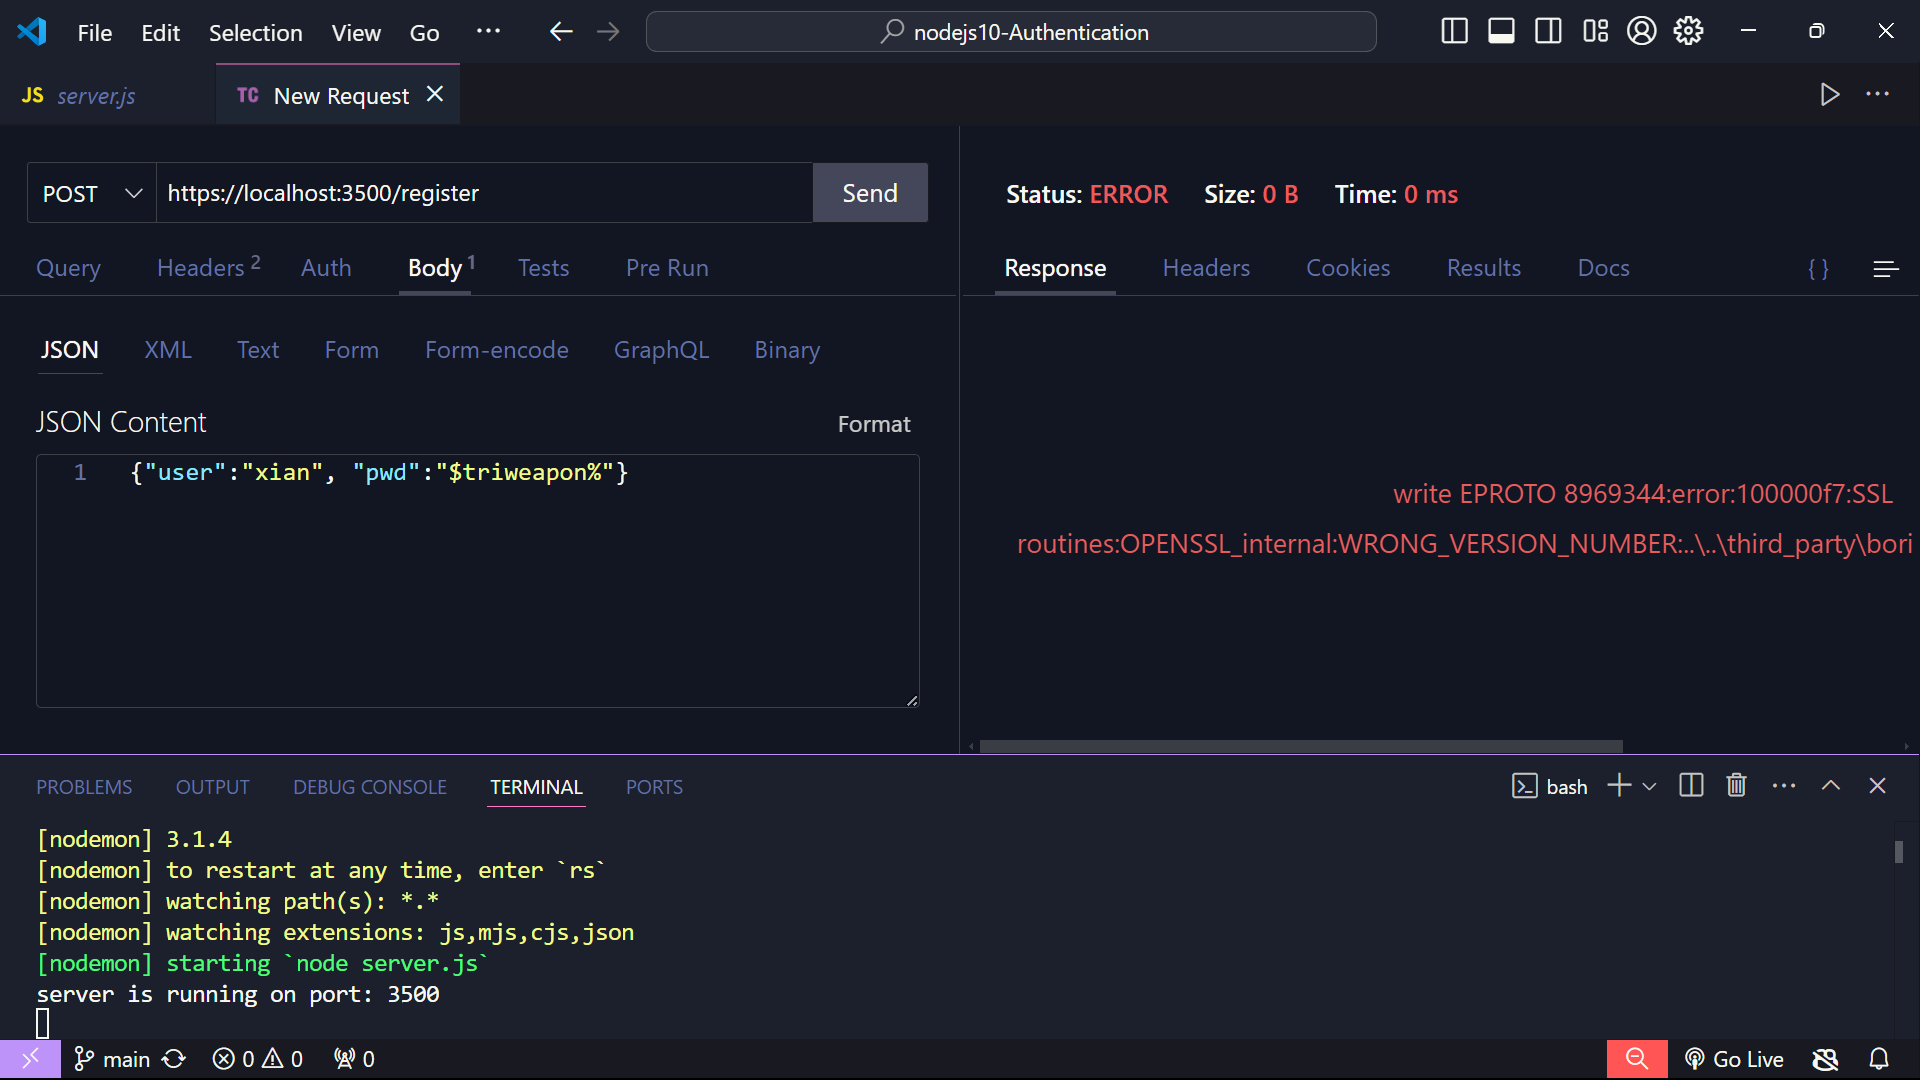 File Edit Selection View Go ··· nodejs10-Authentication
JS server.js TC New Request
POST https://localhost:3500/register Send
Status: ERROR Size: 0 B Time: 0 ms
Query Headers 2 Auth Body 1 Tests Pre Run
Response Headers Cookies Results Docs { }
JSON XML Text Form Form-encode GraphQL Binary
JSON Content Format
1 {"user":"xian", "pwd":"$triweapon%"}
write EPROTO 8969344:error:100000f7:SSL
routines:OPENSSL_internal:WRONG_VERSION_NUMBER:..\..\third_party\bori
PROBLEMS OUTPUT DEBUG CONSOLE TERMINAL PORTS bash
[nodemon] 3.1.4
[nodemon] to restart at any time, enter `rs`
[nodemon] watching path(s): *.*
[nodemon] watching extensions: js,mjs,cjs,json
[nodemon] starting `node server.js`
server is running on port: 3500
main 0 0 0 Go Live